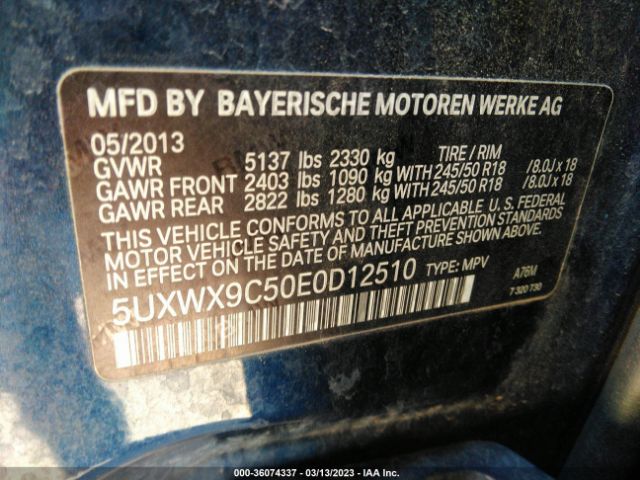 MFD BY BAYERISCHE MOTOREN WERKE AG
05/2013
GVWR 5137 lbs 2330 kg TIRE / RIM
GAWR FRONT 2403 lbs 1090 kg WITH 245/50 R18 /8.0J x 18
GAWR REAR 2822 lbs 1280 kg WITH 245/50 R18 /8.0J x 18
THIS VEHICLE CONFORMS TO ALL APPLICABLE U.S. FEDERAL
MOTOR VEHICLE SAFETY AND THEFT PREVENTION STANDARDS
IN EFFECT ON THE DATE OF MANUFACTURE SHOWN ABOVE.
5UXWX9C50E0D12510 TYPE: MPV A76M
7 320 730
000-36074337 - 03/13/2023 - IAA Inc.